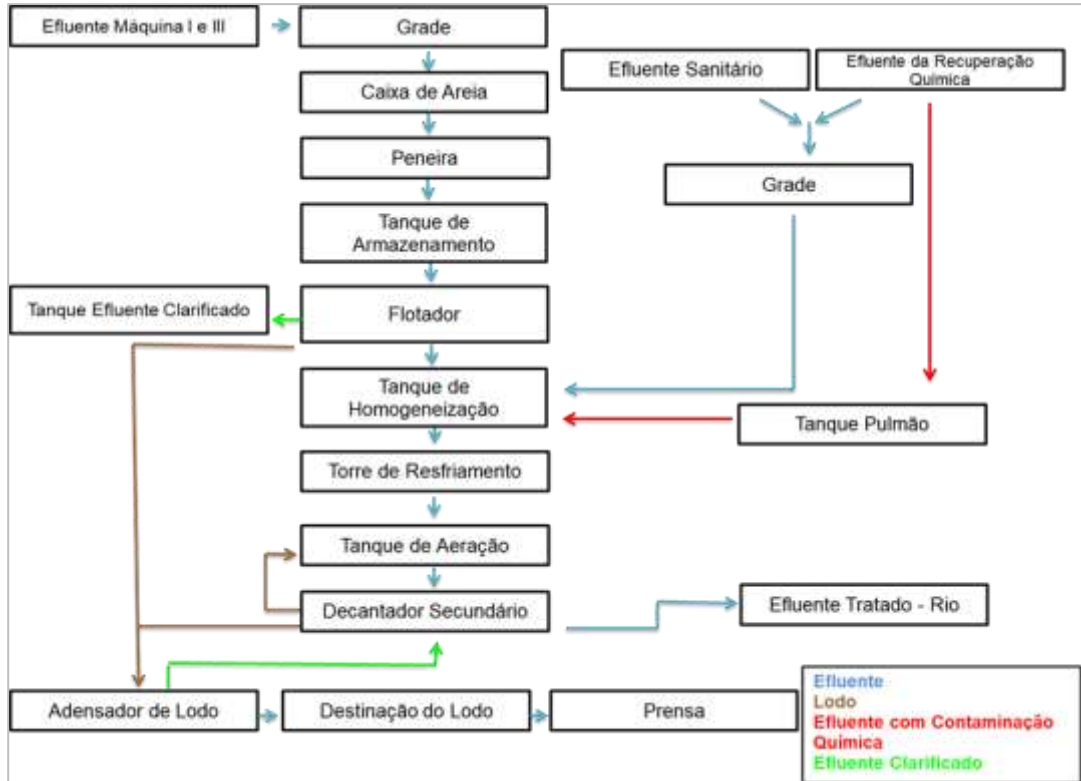 Efluente Máquina I e III
Grade
Efluente Sanitário
Efluente da Recuperação
Química
Caixa de Areia
Peneira
Grade
Tanque de
Armazenamento
Tanque Efluente Clarificado
Flotador
Tanque de
Homogeneização
Tanque Pulmão
Torre de Resfriamento
Tanque de Aeração
Decantador Secundário
Efluente Tratado - Rio
Adensador de Lodo
Destinação do Lodo
Prensa
Efluente
Lodo
Efluente com Contaminação
Química
Efluente Clarificado